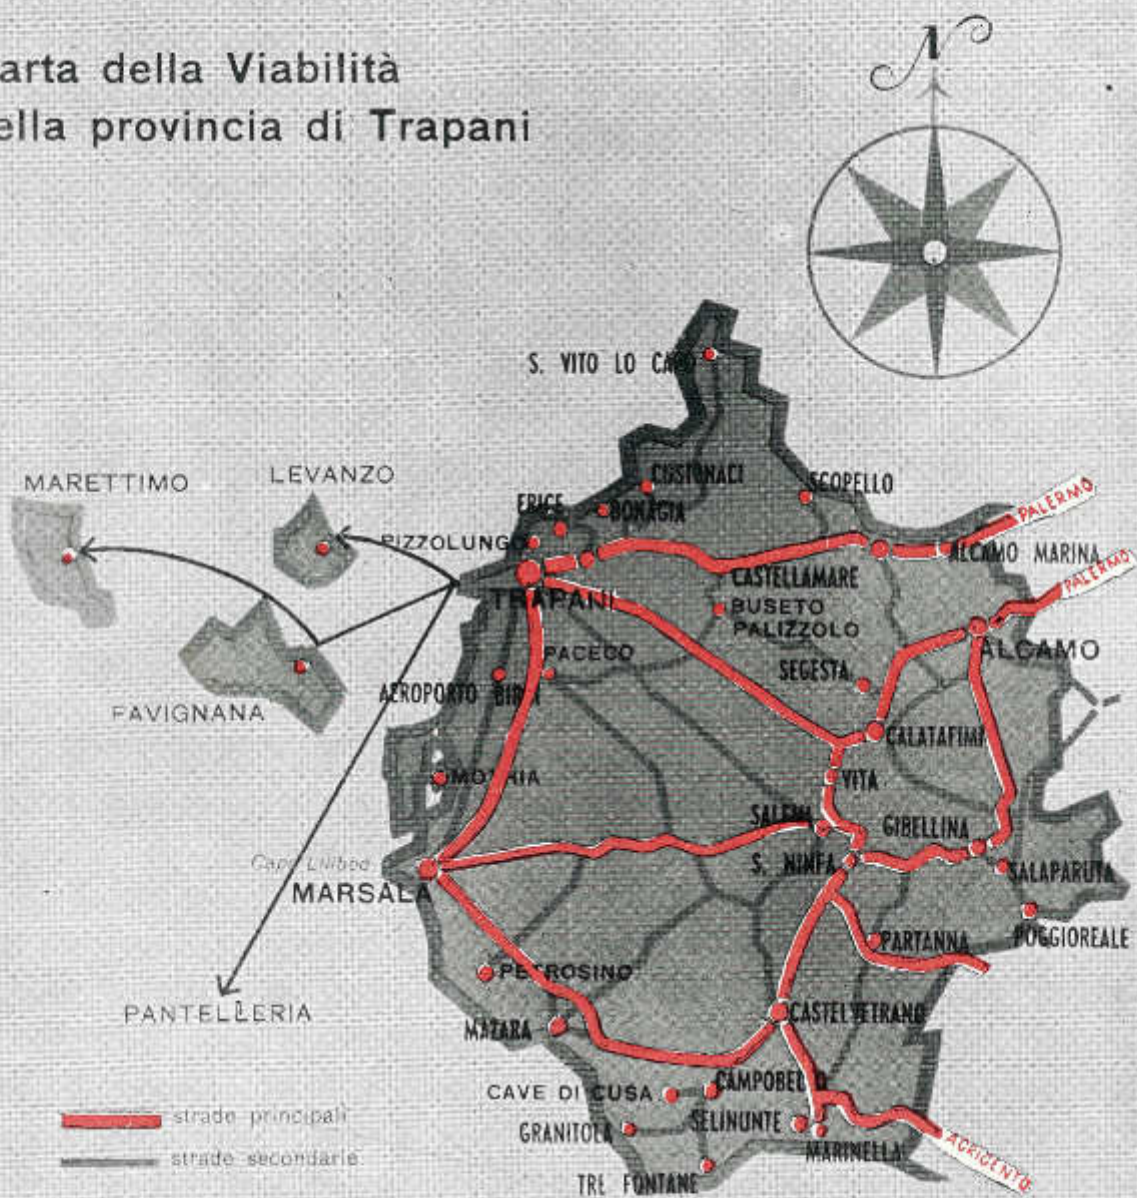 arta della Viabilità
ella provincia di Trapani
N
S. VITO LO CAPO
MARETTIMO
LEVANZO
CUSTONACI
SCOPELLO
ERICE
BONAGIA
PALERMO
PIZZOLUNGO
ALCAMO MARINA
CASTELLAMARE
PALERMO
TRAPANI
BUSETO
PALIZZOLO
ALCAMO
PACECO
SEGESTA
AEROPORTO BIRGI
FAVIGNANA
CALATAFIMI
MOTHIA
VITA
SALEMI
GIBELLINA
Capo Lilibeo
S. NINFA
SALAPARUTA
MARSALA
PARTANNA
POGGIOREALE
PETROSINO
PANTELLERIA
CASTELVETRANO
MAZARA
CAVE DI CUSA
CAMPOBELLO
strade principali
GRANITOLA
SELINUNTE
MARINELLA
AGRIGENTO
strade secondarie
TRE FONTANE